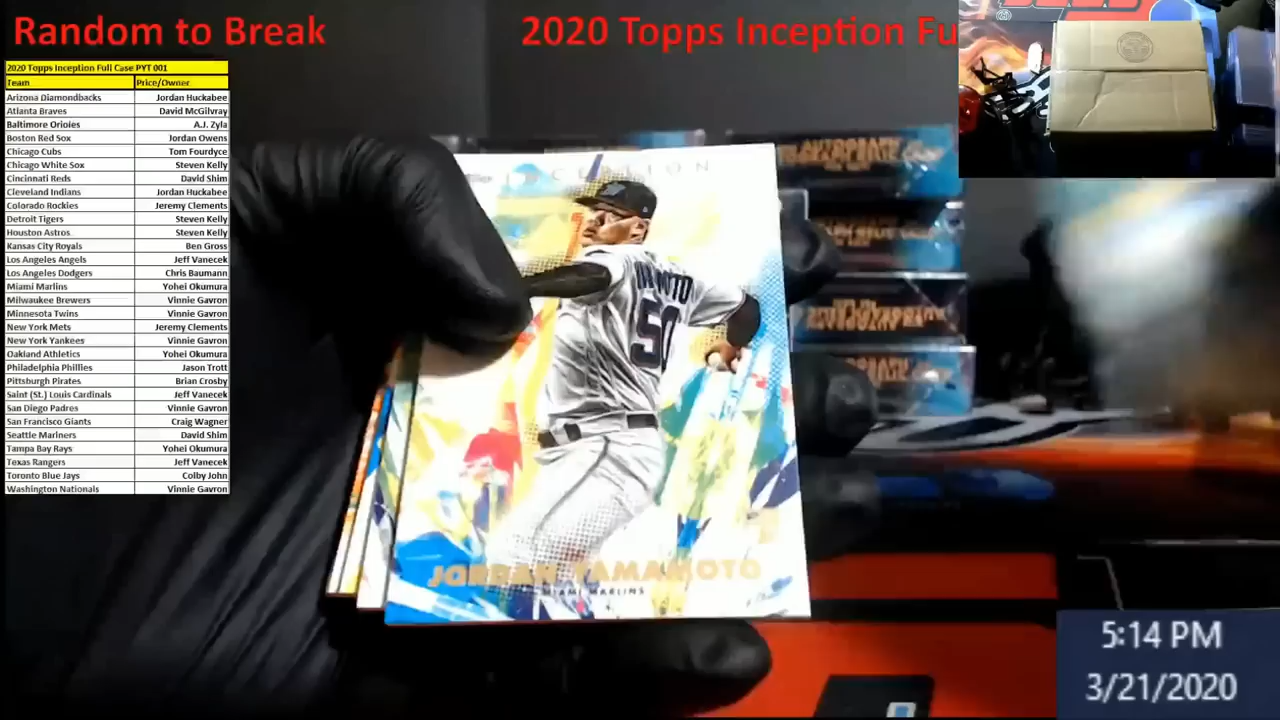 Random to Break
2020 Topps Inception Fu
2020 Topps Inception Full Case PYT 001
Team Price/Owner
Arizona Diamondbacks Jordan Huckabee
Atlanta Braves David McGilvray
Baltimore Orioles A.J. Zyla
Boston Red Sox Jordan Owens
Chicago Cubs Tom Fourdyce
Chicago White Sox Steven Kelly
Cincinnati Reds David Shim
Cleveland Indians Jordan Huckabee
Colorado Rockies Jeremy Clements
Detroit Tigers Steven Kelly
Houston Astros Steven Kelly
Kansas City Royals Ben Gross
Los Angeles Angels Jeff Vanecek
Los Angeles Dodgers Chris Baumann
Miami Marlins Yohei Okumura
Milwaukee Brewers Vinnie Gavron
Minnesota Twins Vinnie Gavron
New York Mets Jeremy Clements
New York Yankees Vinnie Gavron
Oakland Athletics Yohei Okumura
Philadelphia Phillies Jason Trott
Pittsburgh Pirates Brian Crosby
Saint (St.) Louis Cardinals Jeff Vanecek
San Diego Padres Vinnie Gavron
San Francisco Giants Craig Wagner
Seattle Mariners David Shim
Tampa Bay Rays Yohei Okumura
Texas Rangers Jeff Vanecek
Toronto Blue Jays Colby John
Washington Nationals Vinnie Gavron
50
JORDAN YAMAMOTO
MIAMI MARLINS
5:14 PM
3/21/2020